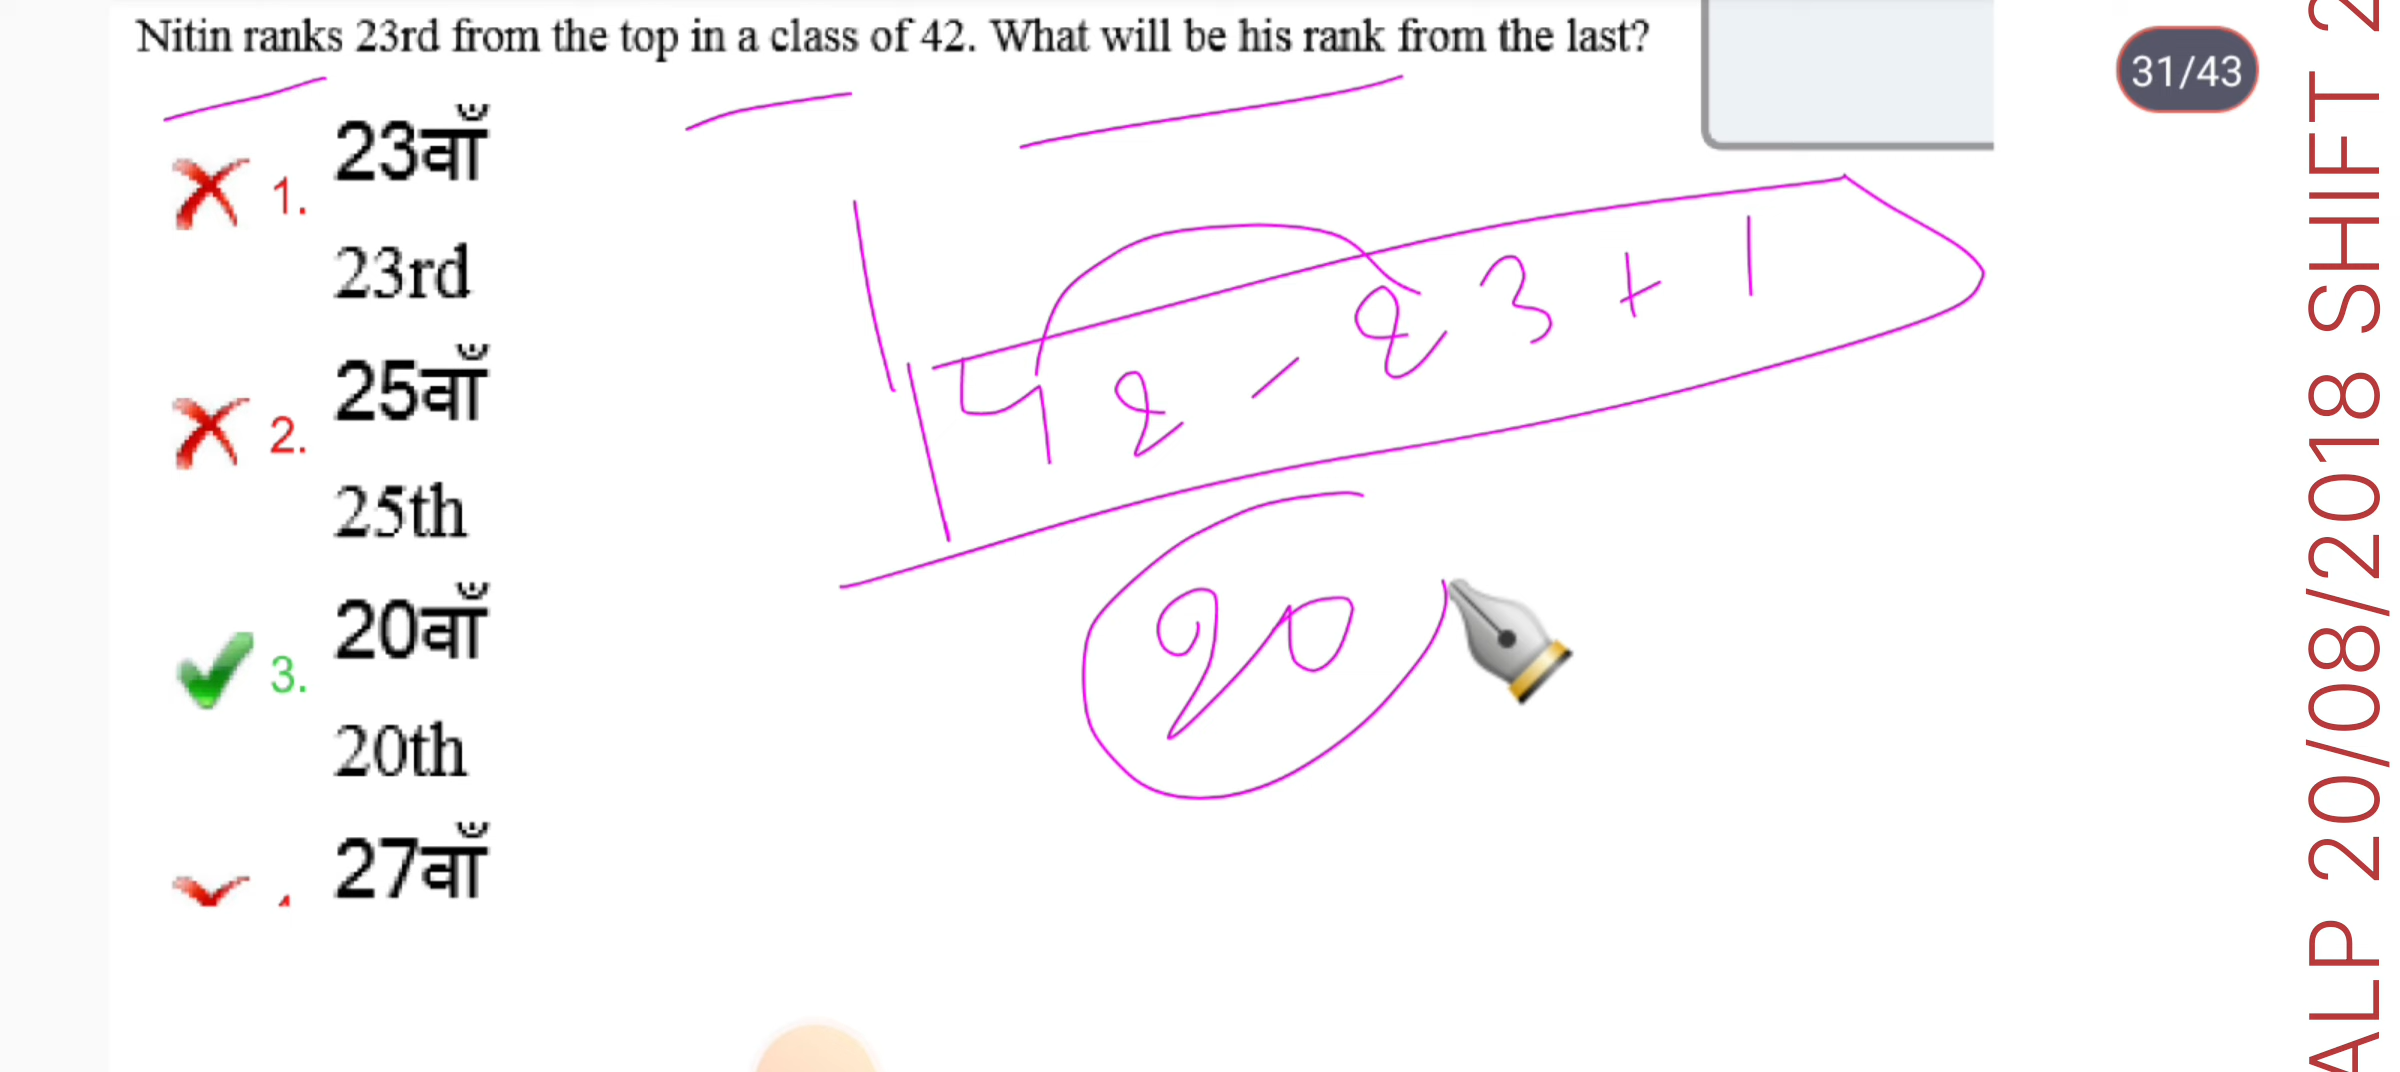 Nitin ranks 23rd from the top in a class of 42. What will be his rank from the last?
31/43
1. 23वाँ
23rd
2. 25वाँ
25th
3. 20वाँ
20th
27वाँ
42 - 23 + 1
20
ALP 20/08/2018 SHIFT 2